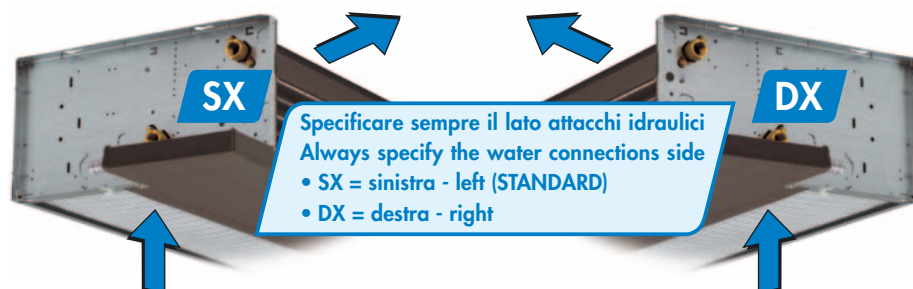 SX
DX
Specificare sempre il lato attacchi idraulici
Always specify the water connections side
• SX = sinistra - left (STANDARD)
• DX = destra - right